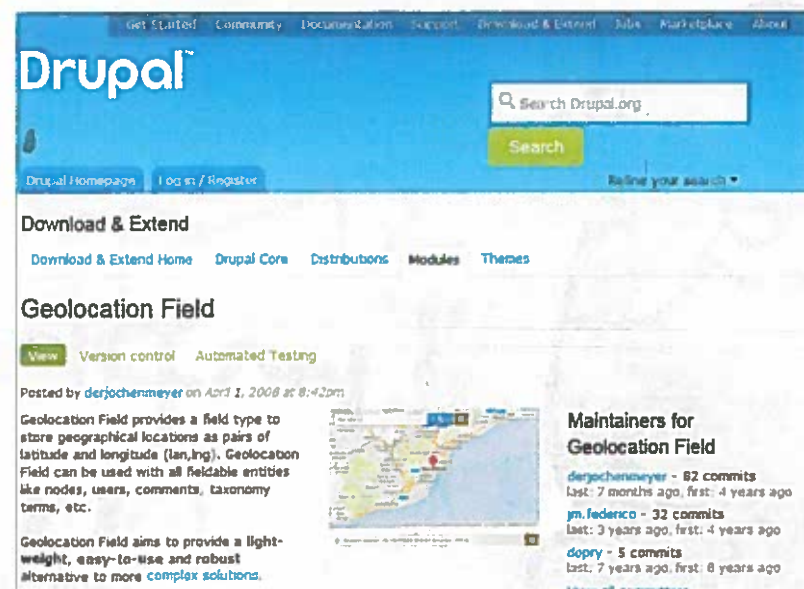 Get Started Community Documentation Support Download & Extend Jobs Marketplace About
Drupal™
Search Drupal.org
Search
Drupal Homepage Log in / Register
Refine your search
Download & Extend
Download & Extend Home Drupal Core Distributions Modules Themes
Geolocation Field
View Version control Automated Testing
Posted by derjochenmeyer on April 1, 2008 at 8:42pm
Geolocation Field provides a field type to
store geographical locations as pairs of
latitude and longitude (lan,lng). Geolocation
Field can be used with all fieldable entities
like nodes, users, comments, taxonomy
terms, etc.
Geolocation Field aims to provide a light-
weight, easy-to-use and robust
alternative to more complex solutions.
Maintainers for
Geolocation Field
derjochenmeyer - 82 commits
last: 7 months ago, first: 4 years ago
jm.federico - 32 commits
last: 3 years ago, first: 4 years ago
dopry - 5 commits
last: 7 years ago, first: 8 years ago